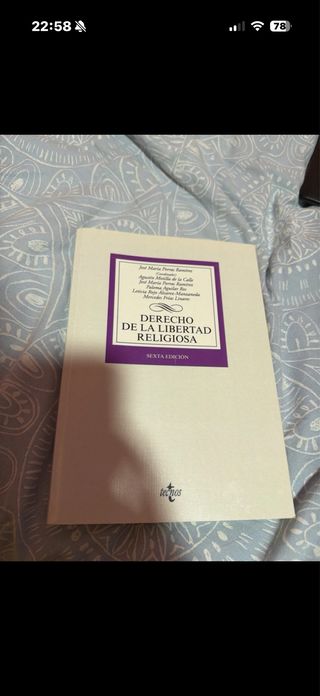 22:58
78
José María Porras Ramírez
(Coordinador)
Agustín Motilla de la Calle
José María Porras Ramírez
Paloma Aguilar Ros
Leticia Rojo Álvarez-Manzaneda
Mercedes Frías Linares
DERECHO
DE LA LIBERTAD
RELIGIOSA
SEXTA EDICIÓN
tecnos